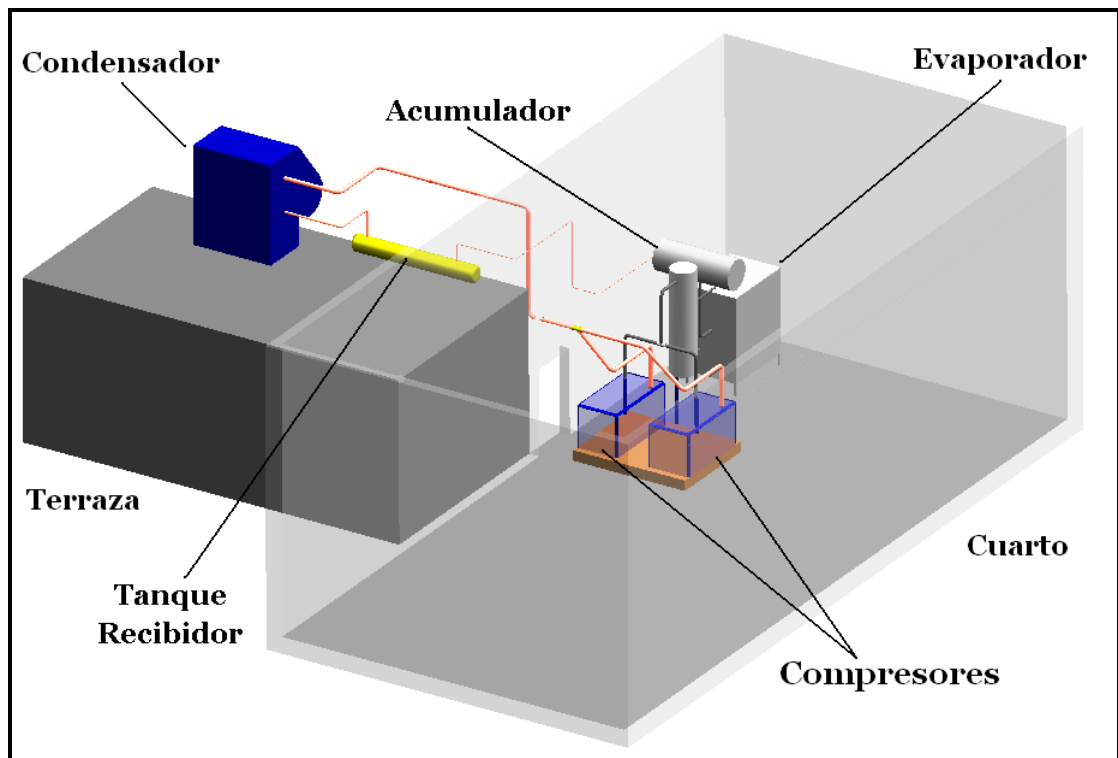 Condensador
Evaporador
Acumulador
Terraza
Cuarto
Tanque
Recibidor
Compresores